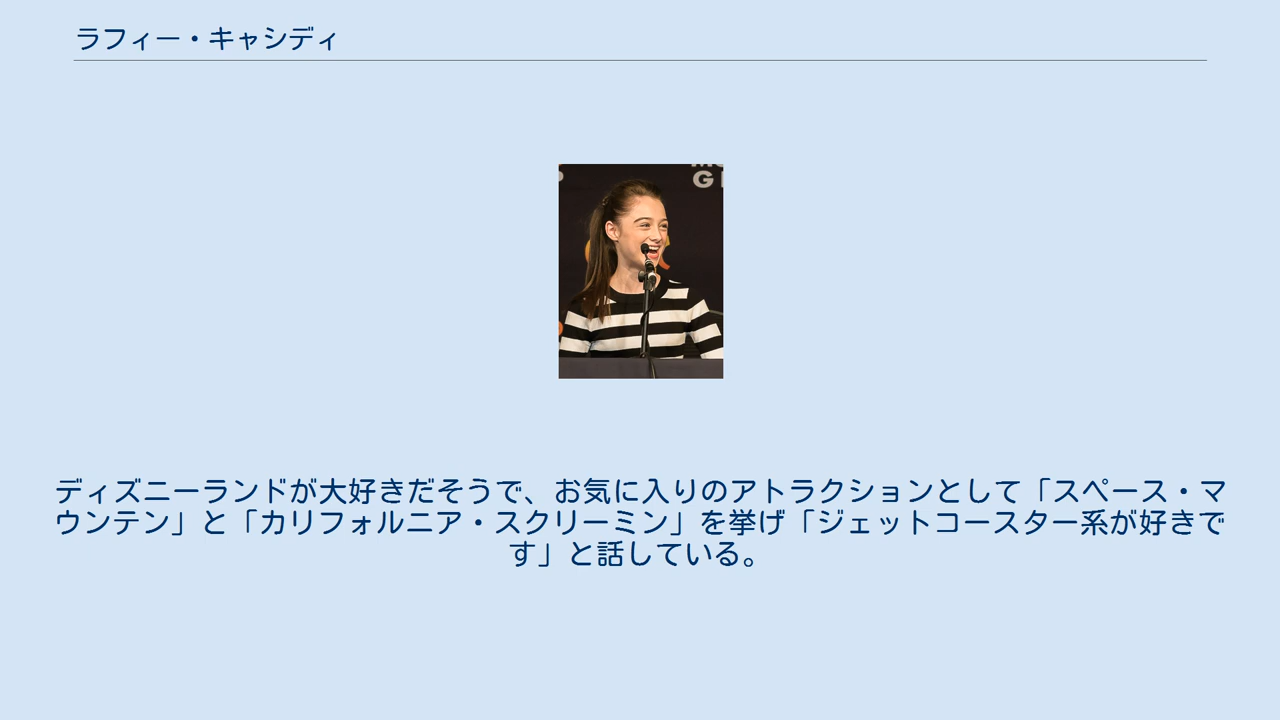 ラフィー・キャシディ
G
ディズニーランドが大好きだそうで、お気に入りのアトラクションとして「スペース・マ
ウンテン」と「カリフォルニア・スクリーミン」を挙げ「ジェットコースター系が好きで
す」と話している。